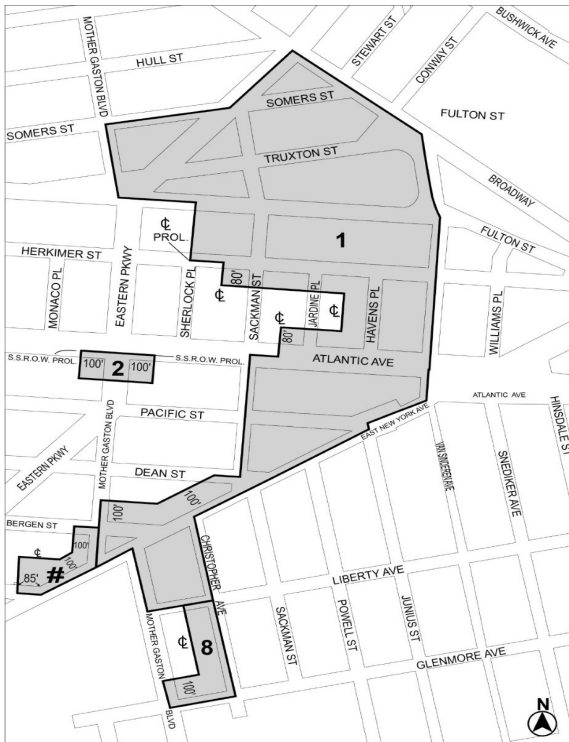 BUSHWICK AVE
STEWART ST
MOTHER GASTON BLVD
CONWAY ST
HULL ST
SOMERS ST
FULTON ST
SOMERS ST
TRUXTON ST
BROADWAY
℄
PROL.
1
FULTON ST
HERKIMER ST
MONACO PL
EASTERN PKWY
SHERLOCK PL
SACKMAN ST
80'
℄
℄
JARDINE PL
℄
HAVENS PL
WILLIAMS PL
80'
S.S.R.O.W. PROL.
100'
2
100'
S.S.R.O.W. PROL.
ATLANTIC AVE
PACIFIC ST
MOTHER GASTON BLVD
EAST NEW YORK AVE
ATLANTIC AVE
HINSDALE ST
EASTERN PKWY
DEAN ST
VAN SINDEREN AVE
SNEDIKER AVE
100'
100'
BERGEN ST
℄
100'
100'
#
85'
CHRISTOPHER AVE
LIBERTY AVE
SACKMAN ST
POWELL ST
JUNIUS ST
MOTHER GASTON BLVD
℄
8
100'
GLENMORE AVE
N